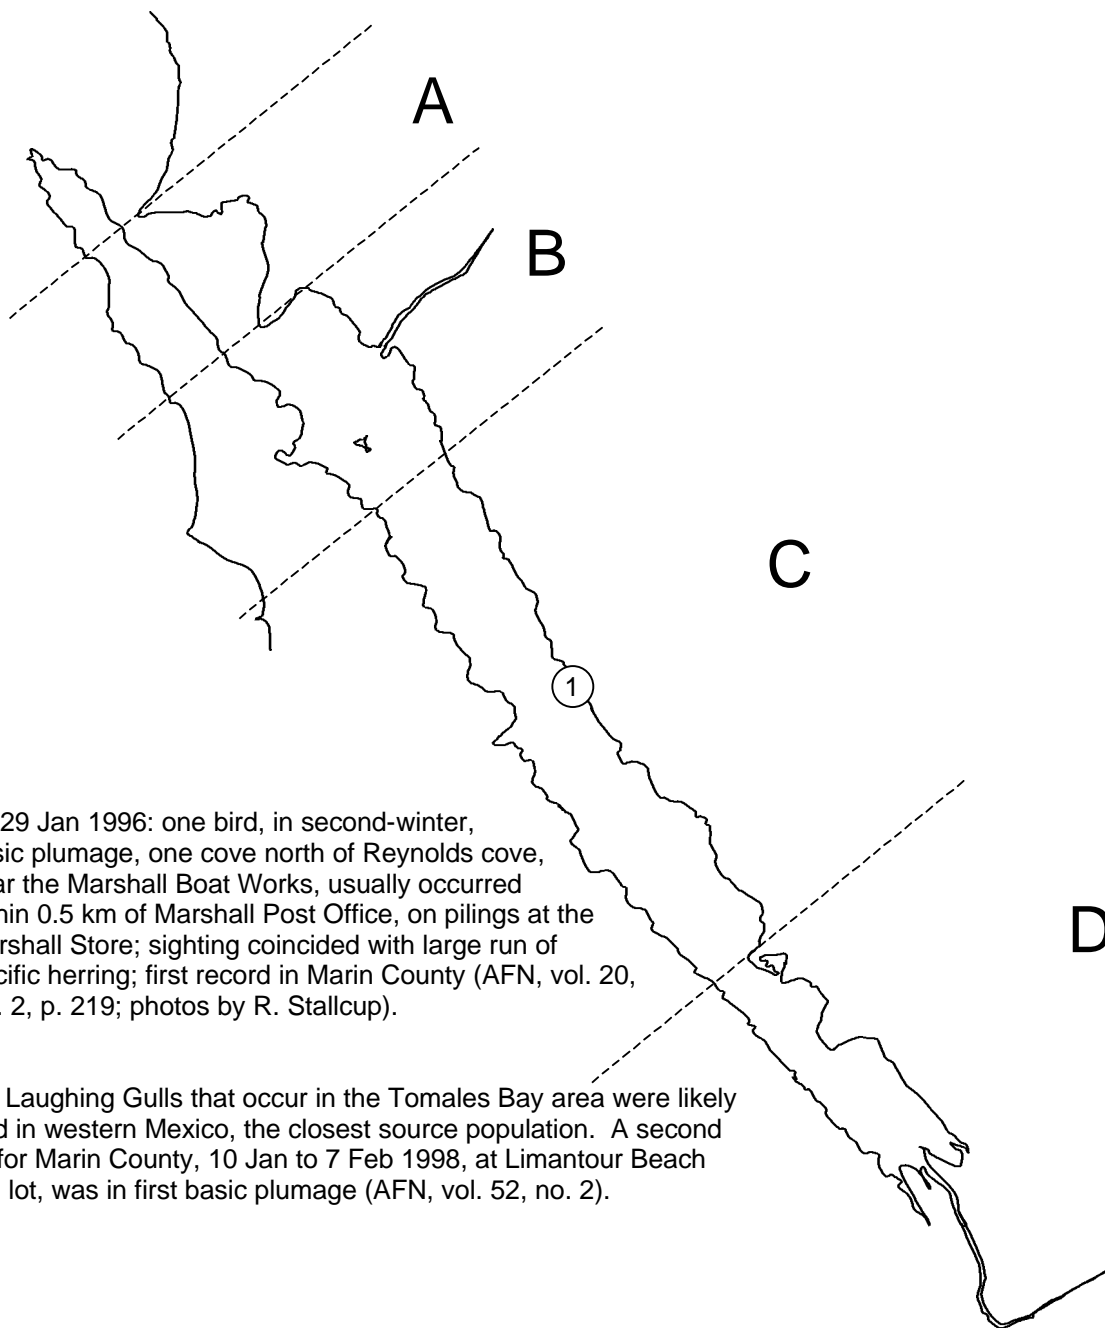 A
B
C
1
29 Jan 1996: one bird, in second-winter,
plumage, one cove north of Reynolds cove,
the Marshall Boat Works, usually occurred
0.5 km of Marshall Post Office, on pilings at the
Store; sighting coincided with large run of
herring; first record in Marin County (AFN, vol. 20,
2, p. 219; photos by R. Stallcup).
D
Laughing Gulls that occur in the Tomales Bay area were likely
in western Mexico, the closest source population. A second
for Marin County, 10 Jan to 7 Feb 1998, at Limantour Beach
lot, was in first basic plumage (AFN, vol. 52, no. 2).